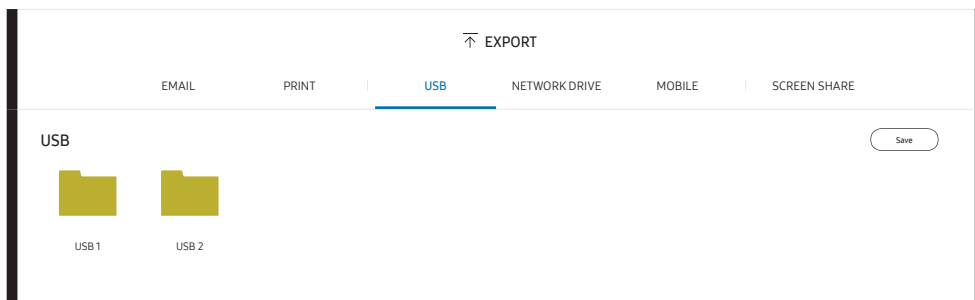 EXPORT
EMAIL PRINT USB NETWORK DRIVE MOBILE SCREEN SHARE
USB Save
USB 1 USB 2